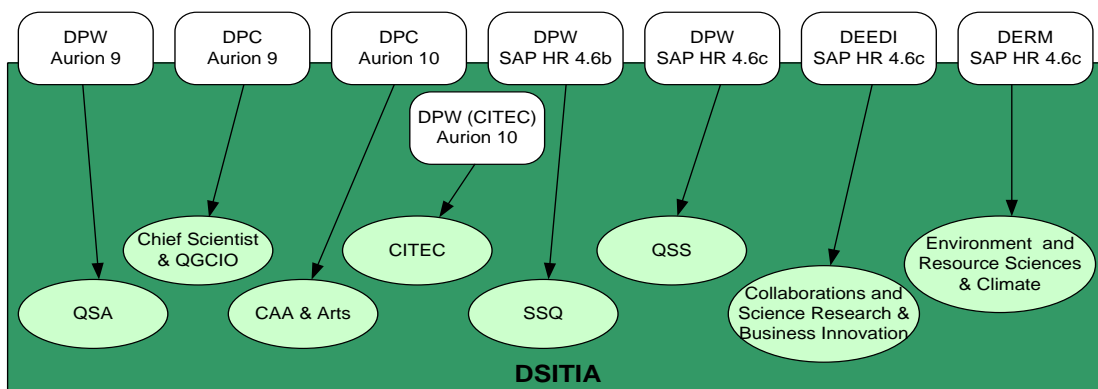 DPW
Aurion 9
DPC
Aurion 9
DPC
Aurion 10
DPW
SAP HR 4.6b
DPW
SAP HR 4.6c
DEEDI
SAP HR 4.6c
DERM
SAP HR 4.6c
DPW (CITEC)
Aurion 10
Chief Scientist
& QGCIO
CITEC
QSS
Environment and
Resource Sciences
& Climate
QSA
CAA & Arts
SSQ
Collaborations and
Science Research &
Business Innovation
DSITIA